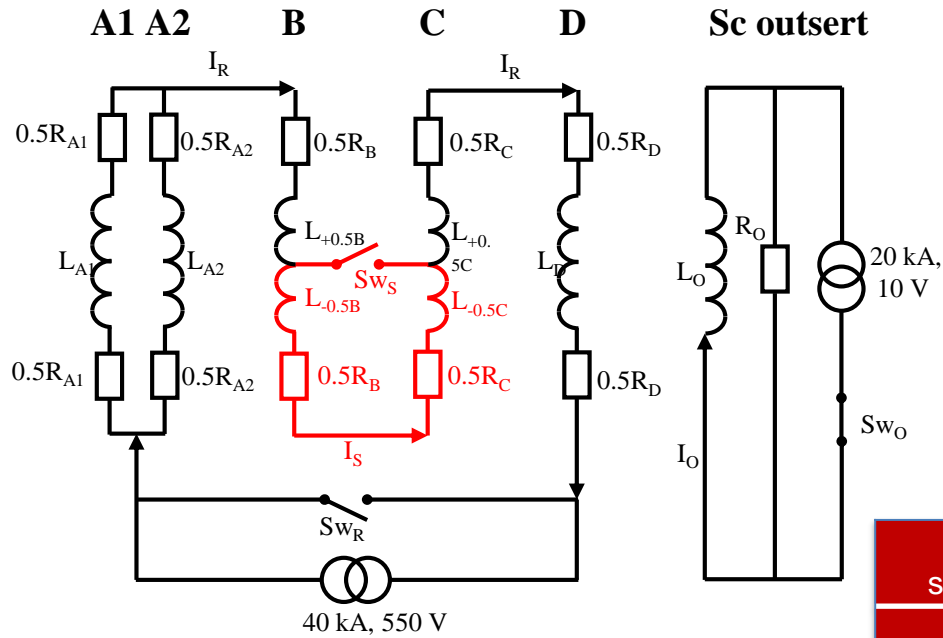 A1 A2 B C D Sc outsert
I_R I_R
0.5R_A1 0.5R_A2 0.5R_B 0.5R_C 0.5R_D
L_A1 L_A2 L_+0.5B L_+0.5C L_D L_O R_O 20 kA, 10 V
Sw_S
L_-0.5B L_-0.5C
0.5R_A1 0.5R_A2 0.5R_B 0.5R_C 0.5R_D
I_S I_O Sw_O
Sw_R
40 kA, 550 V
S